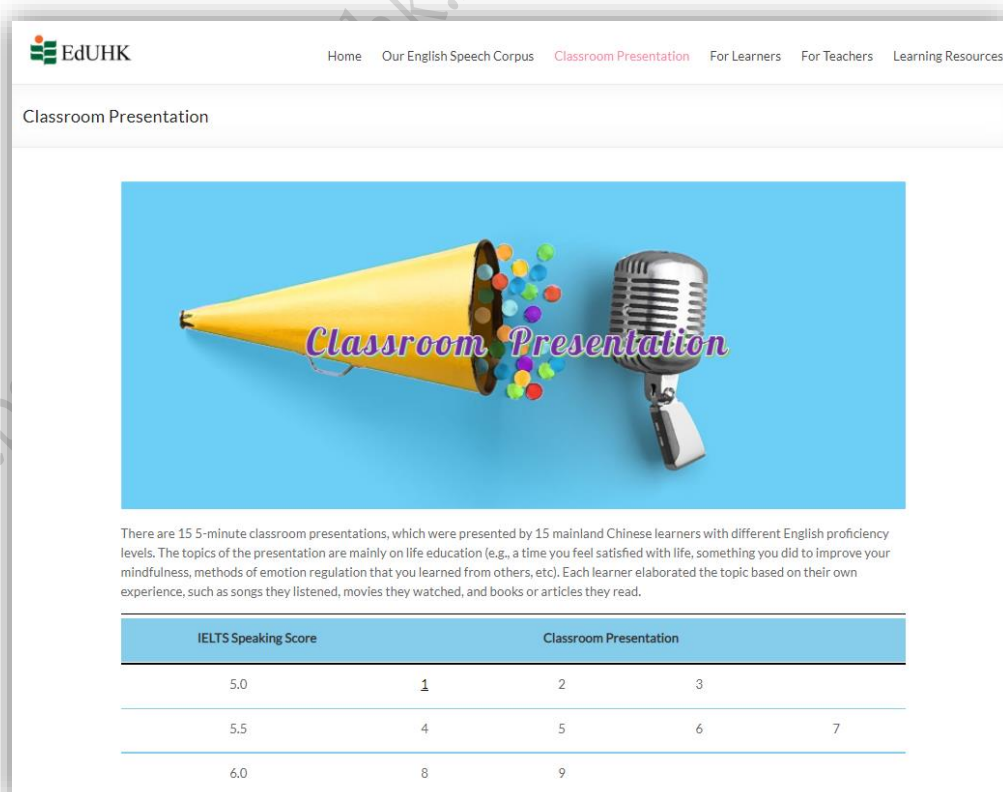 EdUHK
Home Our English Speech Corpus Classroom Presentation For Learners For Teachers Learning Resources
Classroom Presentation
Classroom Presentation
There are 15 5-minute classroom presentations, which were presented by 15 mainland Chinese learners with different English proficiency
levels. The topics of the presentation are mainly on life education (e.g., a time you feel satisfied with life, something you did to improve your
mindfulness, methods of emotion regulation that you learned from others, etc). Each learner elaborated the topic based on their own
experience, such as songs they listened, movies they watched, and books or articles they read.
IELTS Speaking Score Classroom Presentation
5.0 1 2 3
5.5 4 5 6 7
6.0 8 9